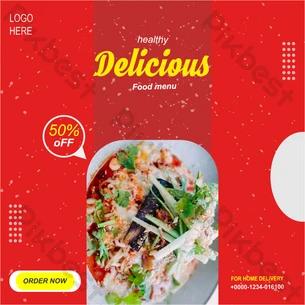 LOGO
HERE
healthy
Delicious
Food menu
50%
oFF
ORDER NOW
FOR HOME DELIVERY
+0000-1234-016100